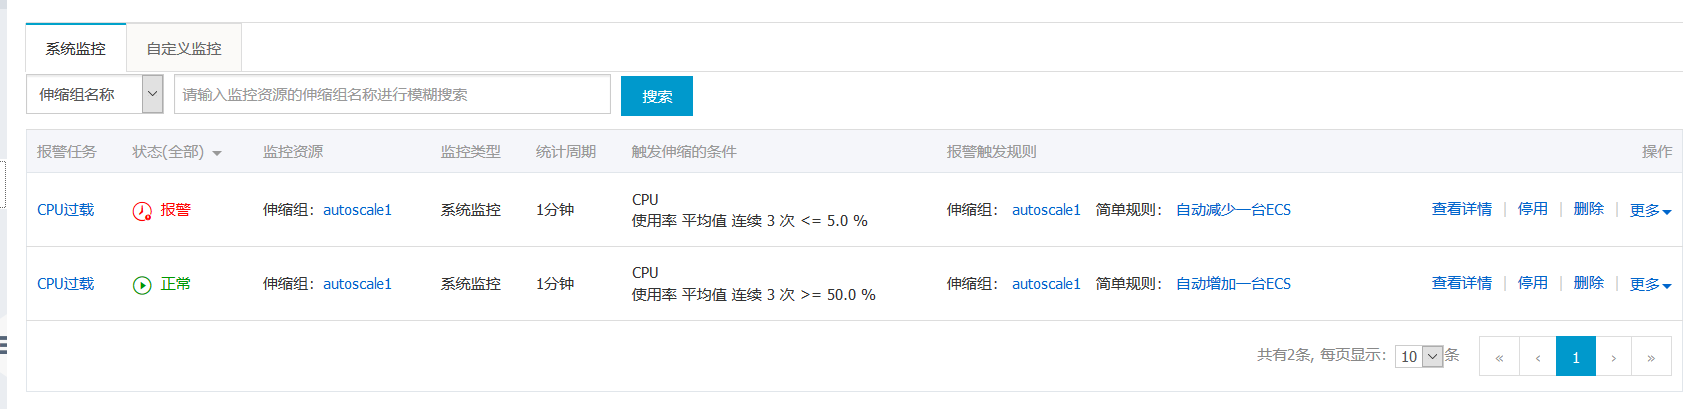 系统监控 自定义监控
伸缩组名称 请输入监控资源的伸缩组名称进行模糊搜索 搜索
报警任务 状态(全部) 监控资源 监控类型 统计周期 触发伸缩的条件 报警触发规则 操作
CPU过载 报警 伸缩组：autoscale1 系统监控 1分钟 CPU
使用率 平均值 连续 3 次 <= 5.0 % 伸缩组： autoscale1 简单规则： 自动减少一台ECS 查看详情 | 停用 | 删除 | 更多
CPU过载 正常 伸缩组：autoscale1 系统监控 1分钟 CPU
使用率 平均值 连续 3 次 >= 50.0 % 伸缩组： autoscale1 简单规则： 自动增加一台ECS 查看详情 | 停用 | 删除 | 更多
共有2条, 每页显示： 10 条 « ‹ 1 › »